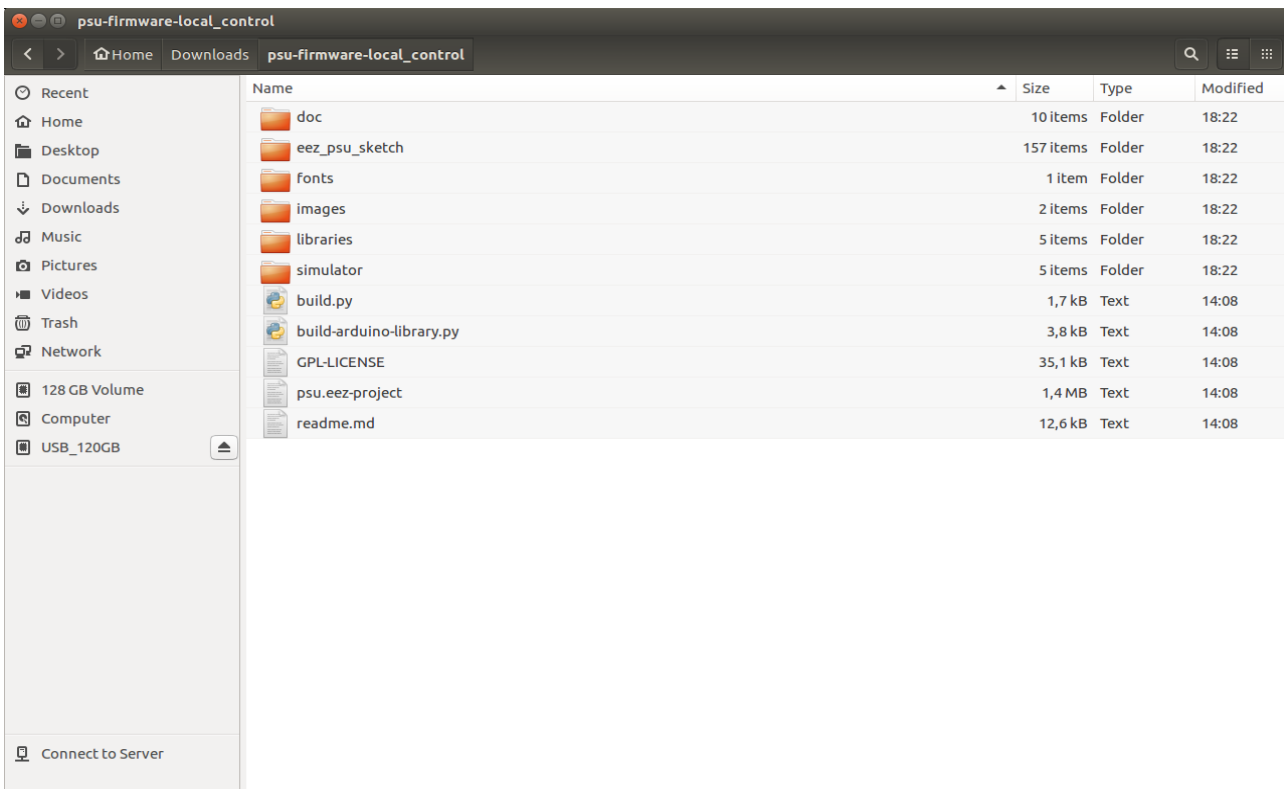 psu-firmware-local_control
Home Downloads psu-firmware-local_control
Recent
Home
Desktop
Documents
Downloads
Music
Pictures
Videos
Trash
Network
128 GB Volume
Computer
USB_120GB
Connect to Server
Name Size Type Modified
doc 10 items Folder 18:22
eez_psu_sketch 157 items Folder 18:22
fonts 1 item Folder 18:22
images 2 items Folder 18:22
libraries 5 items Folder 18:22
simulator 5 items Folder 18:22
build.py 1,7 kB Text 14:08
build-arduino-library.py 3,8 kB Text 14:08
GPL-LICENSE 35,1 kB Text 14:08
psu.eez-project 1,4 MB Text 14:08
readme.md 12,6 kB Text 14:08